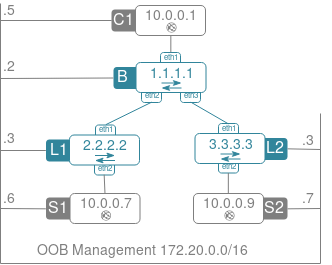 .5 C1 10.0.0.1
eth1
.2 B 1.1.1.1
eth2 eth3
eth1 eth1
.3 L1 2.2.2.2 3.3.3.3 L2 .3
eth2 eth2
.6 S1 10.0.0.7 10.0.0.9 S2 .7
OOB Management 172.20.0.0/16